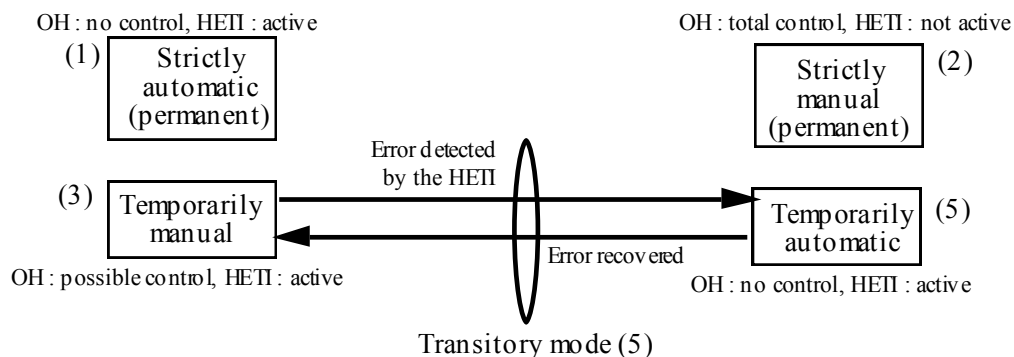 OH : no control, HETI : active
(1)
Strictly
automatic
(permanent)
OH : total control, HETI : not active
(2)
Strictly
manual
(permanent)
Error detected
by the HETI
(3)
Temporarily
manual
(5)
Temporarily
automatic
Error recovered
OH : possible control, HETI : active
OH : no control, HETI : active
Transitory mode (5)